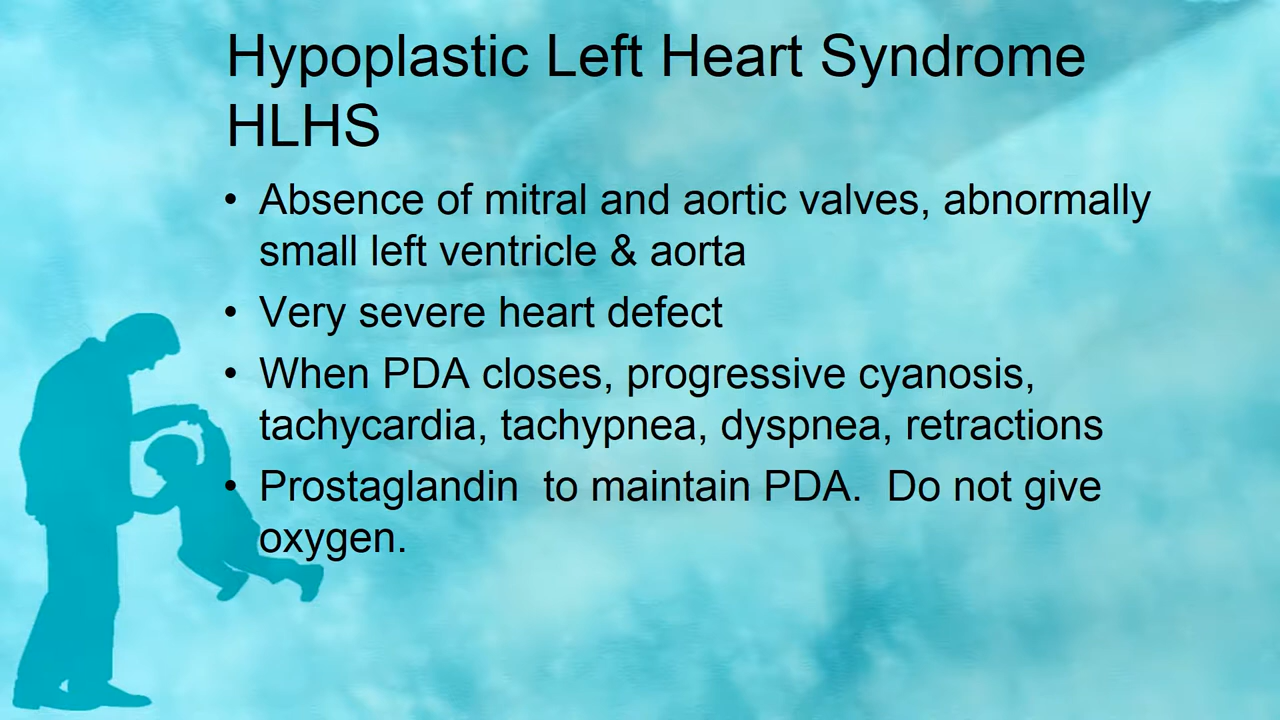 Hypoplastic Left Heart Syndrome
HLHS
• Absence of mitral and aortic valves, abnormally
small left ventricle & aorta
• Very severe heart defect
• When PDA closes, progressive cyanosis,
tachycardia, tachypnea, dyspnea, retractions
• Prostaglandin  to maintain PDA.  Do not give
oxygen.